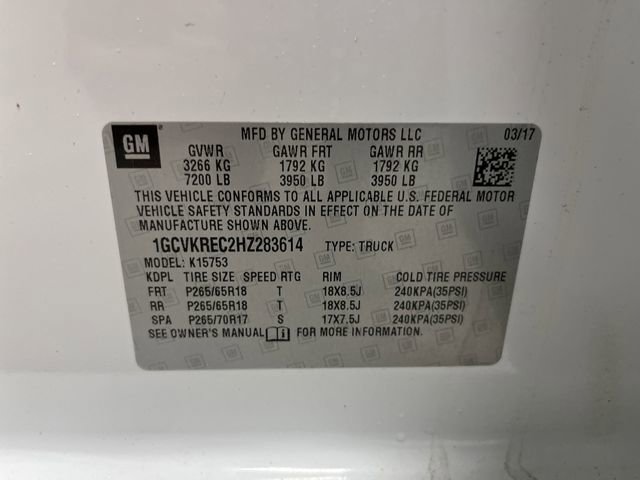 GM
MFD BY GENERAL MOTORS LLC 03/17
GVWR GAWR FRT GAWR RR
3266 KG 1792 KG 1792 KG
7200 LB 3950 LB 3950 LB
THIS VEHICLE CONFORMS TO ALL APPLICABLE U.S. FEDERAL MOTOR
VEHICLE SAFETY STANDARDS IN EFFECT ON THE DATE OF
MANUFACTURE SHOWN ABOVE.
1GCVKREC2HZ283614 TYPE: TRUCK
MODEL: K15753
KDPL TIRE SIZE SPEED RTG RIM COLD TIRE PRESSURE
FRT P265/65R18 T 18X8.5J 240KPA(35PSI)
RR P265/65R18 T 18X8.5J 240KPA(35PSI)
SPA P265/70R17 S 17X7.5J 240KPA(35PSI)
SEE OWNER'S MANUAL FOR MORE INFORMATION.